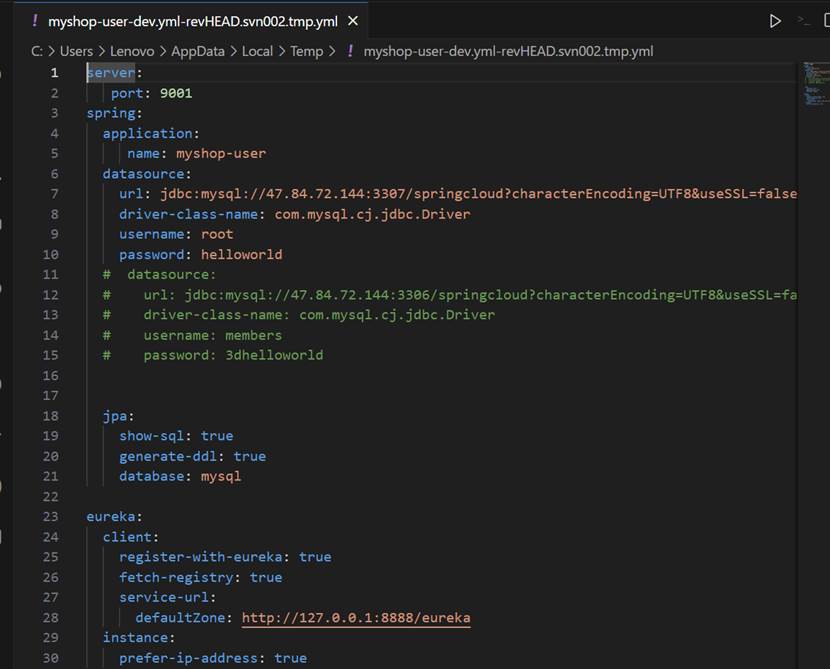 ! myshop-user-dev.yml-revHEAD.svn002.tmp.yml ×
C: > Users > Lenovo > AppData > Local > Temp > ! myshop-user-dev.yml-revHEAD.svn002.tmp.yml
1 server:
2 port: 9001
3 spring:
4 application:
5 name: myshop-user
6 datasource:
7 url: jdbc:mysql://47.84.72.144:3307/springcloud?characterEncoding=UTF8&useSSL=false
8 driver-class-name: com.mysql.cj.jdbc.Driver
9 username: root
10 password: helloworld
11 # datasource:
12 # url: jdbc:mysql://47.84.72.144:3306/springcloud?characterEncoding=UTF8&useSSL=fa
13 # driver-class-name: com.mysql.cj.jdbc.Driver
14 # username: members
15 # password: 3dhelloworld
16
17
18 jpa:
19 show-sql: true
20 generate-ddl: true
21 database: mysql
22
23 eureka:
24 client:
25 register-with-eureka: true
26 fetch-registry: true
27 service-url:
28 defaultZone: http://127.0.0.1:8888/eureka
29 instance:
30 prefer-ip-address: true